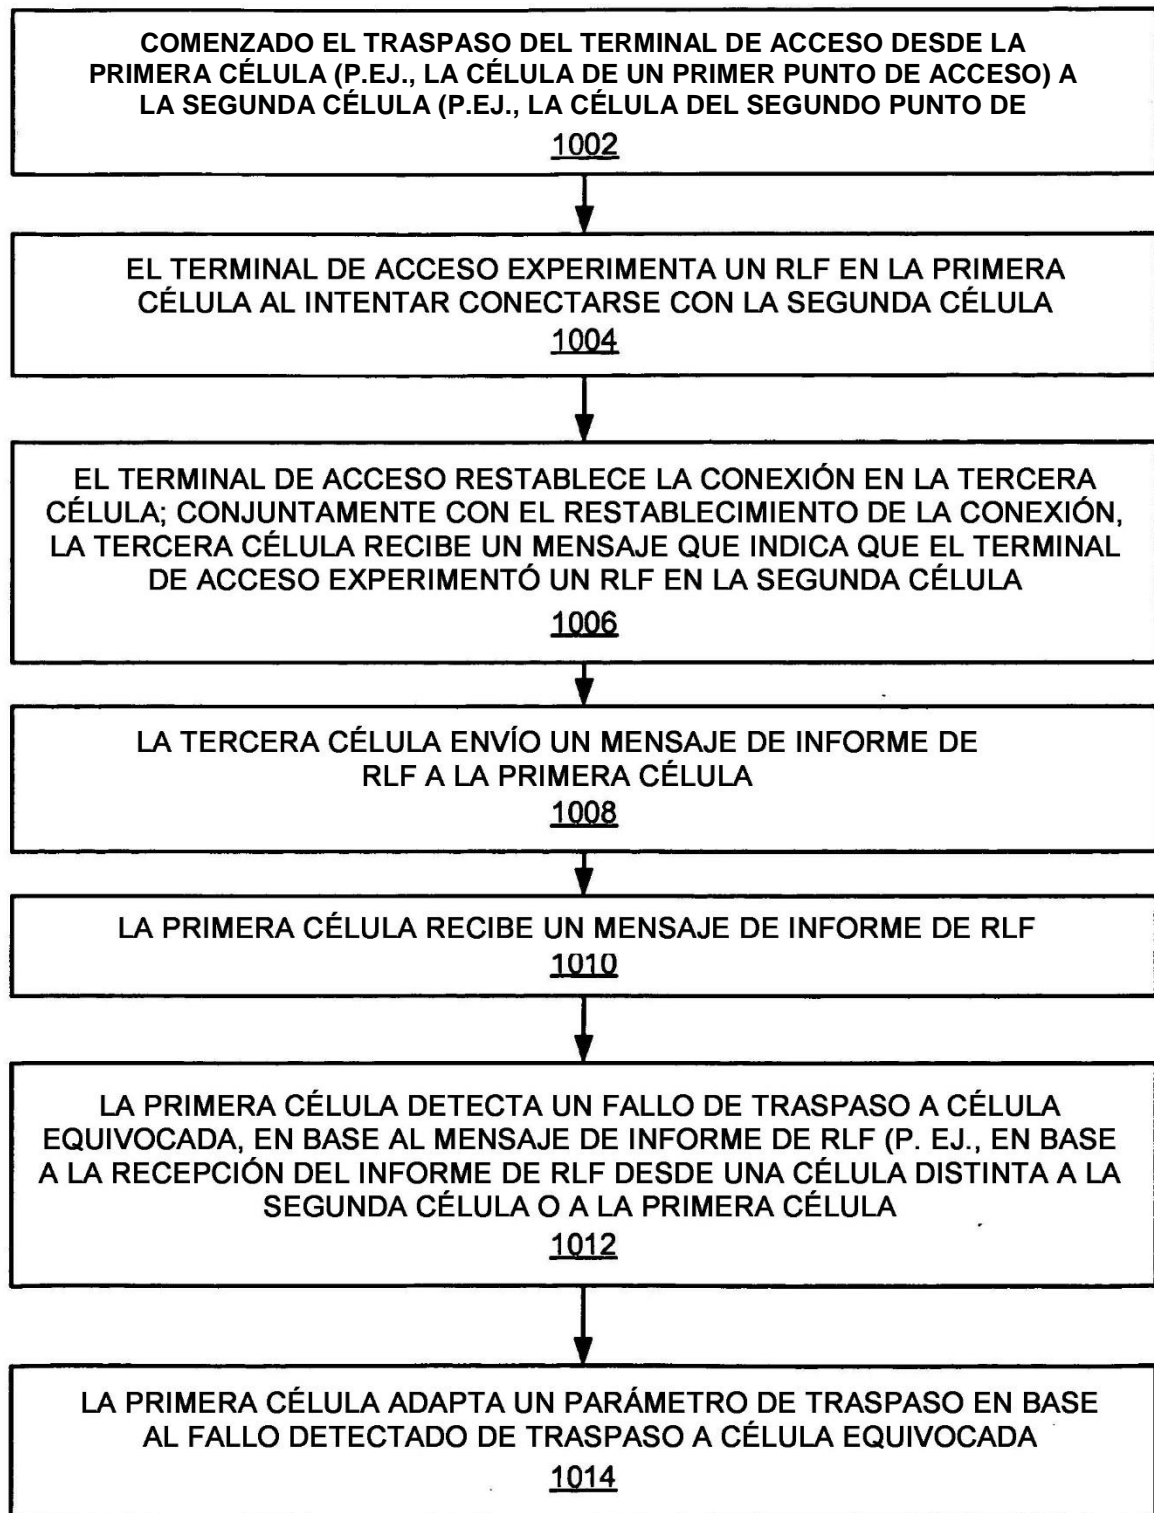 COMENZADO EL TRASPASO DEL TERMINAL DE ACCESO DESDE LA
PRIMERA CÉLULA (P.EJ., LA CÉLULA DE UN PRIMER PUNTO DE ACCESO) A
LA SEGUNDA CÉLULA (P.EJ., LA CÉLULA DEL SEGUNDO PUNTO DE
1002
EL TERMINAL DE ACCESO EXPERIMENTA UN RLF EN LA PRIMERA
CÉLULA AL INTENTAR CONECTARSE CON LA SEGUNDA CÉLULA
1004
EL TERMINAL DE ACCESO RESTABLECE LA CONEXIÓN EN LA TERCERA
CÉLULA; CONJUNTAMENTE CON EL RESTABLECIMIENTO DE LA CONEXIÓN,
LA TERCERA CÉLULA RECIBE UN MENSAJE QUE INDICA QUE EL TERMINAL
DE ACCESO EXPERIMENTÓ UN RLF EN LA SEGUNDA CÉLULA
1006
LA TERCERA CÉLULA ENVÍO UN MENSAJE DE INFORME DE
RLF A LA PRIMERA CÉLULA
1008
LA PRIMERA CÉLULA RECIBE UN MENSAJE DE INFORME DE RLF
1010
LA PRIMERA CÉLULA DETECTA UN FALLO DE TRASPASO A CÉLULA
EQUIVOCADA, EN BASE AL MENSAJE DE INFORME DE RLF (P. EJ., EN BASE
A LA RECEPCIÓN DEL INFORME DE RLF DESDE UNA CÉLULA DISTINTA A LA
SEGUNDA CÉLULA O A LA PRIMERA CÉLULA
1012
LA PRIMERA CÉLULA ADAPTA UN PARÁMETRO DE TRASPASO EN BASE
AL FALLO DETECTADO DE TRASPASO A CÉLULA EQUIVOCADA
1014